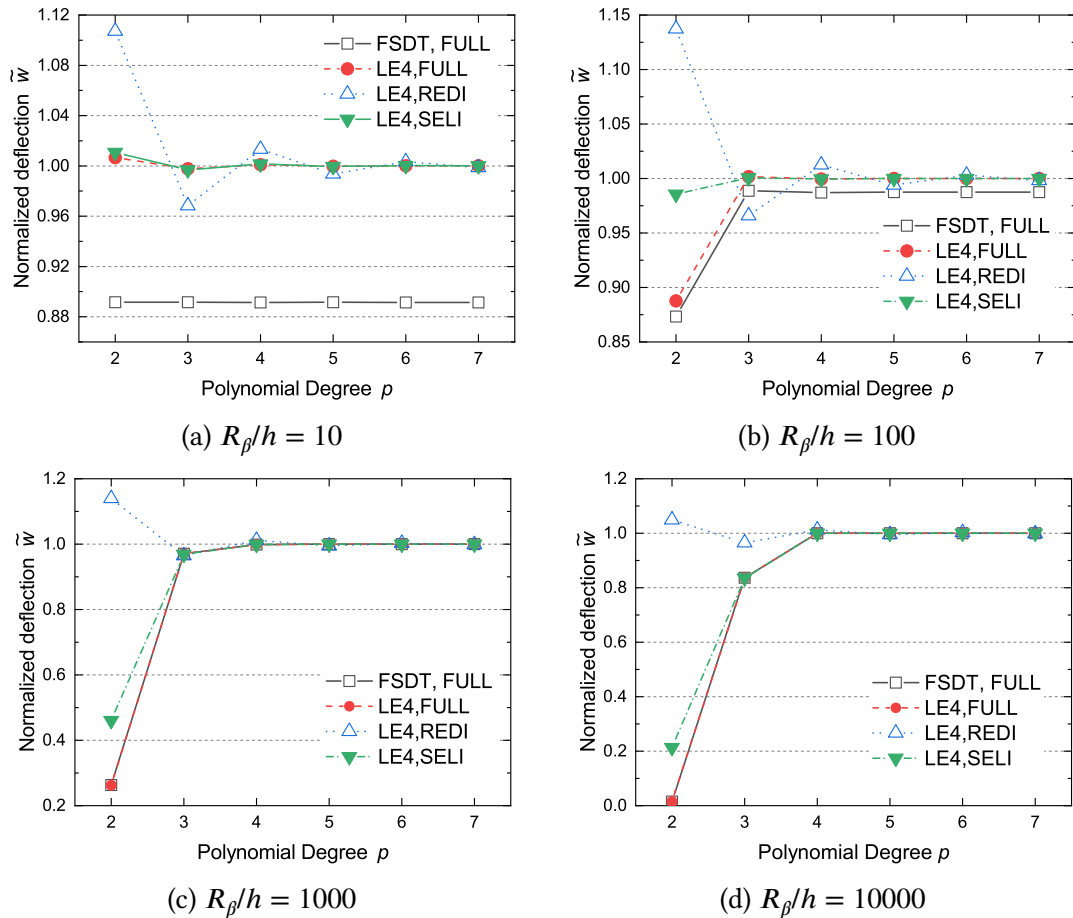 1.12
1.08
1.04
1.00
0.96
0.92
0.88
Normalized deflection w̃
FSDT, FULL
LE4,FULL
LE4,REDI
LE4,SELI
2 3 4 5 6 7
Polynomial Degree p
(a) R_β/h = 10
1.15
1.10
1.05
1.00
0.95
0.90
0.85
Normalized deflection w̃
FSDT, FULL
LE4,FULL
LE4,REDI
LE4,SELI
2 3 4 5 6 7
Polynomial Degree p
(b) R_β/h = 100
1.2
1.0
0.8
0.6
0.4
0.2
Normalized deflection w̃
FSDT, FULL
LE4,FULL
LE4,REDI
LE4,SELI
2 3 4 5 6 7
Polynomial Degree p
(c) R_β/h = 1000
1.2
1.0
0.8
0.6
0.4
0.2
0.0
Normalized deflection w̃
FSDT, FULL
LE4,FULL
LE4,REDI
LE4,SELI
2 3 4 5 6 7
Polynomial Degree p
(d) R_β/h = 10000